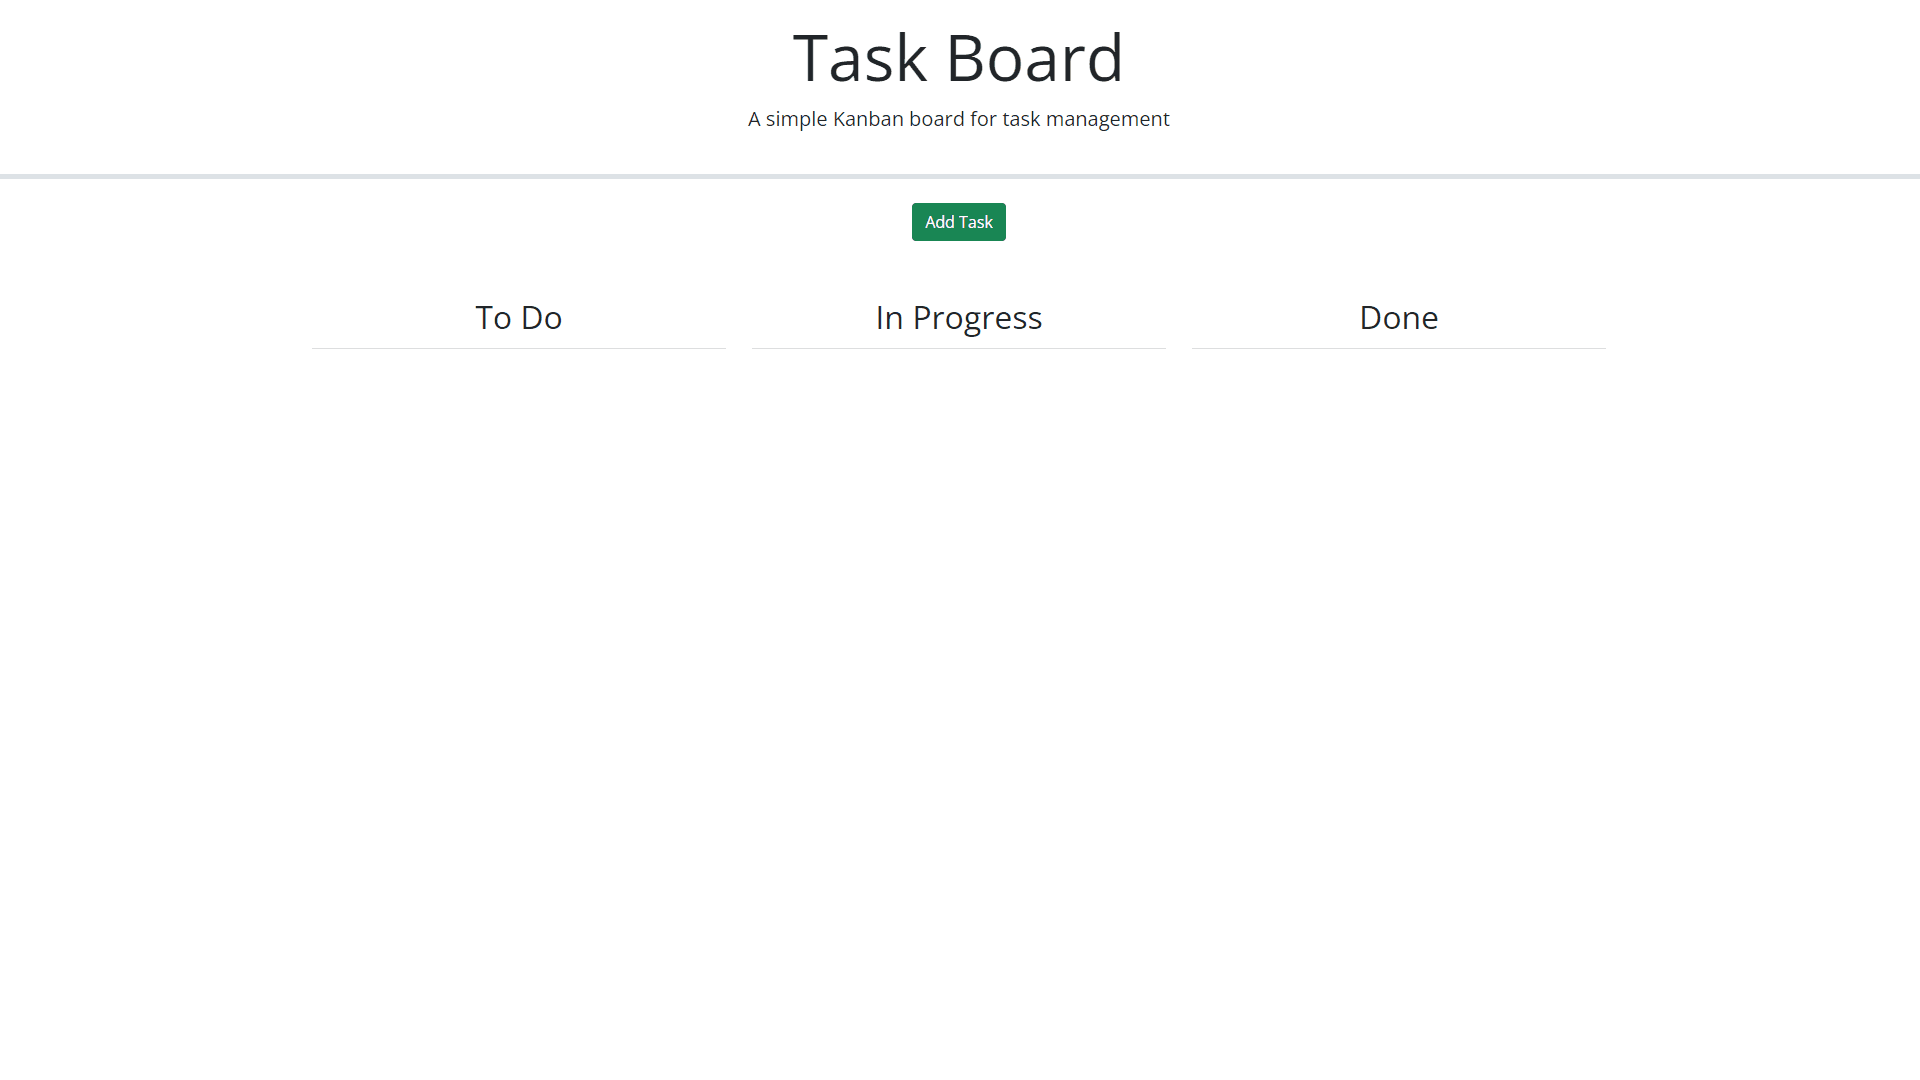 Task Board
A simple Kanban board for task management
Add Task
To Do
In Progress
Done